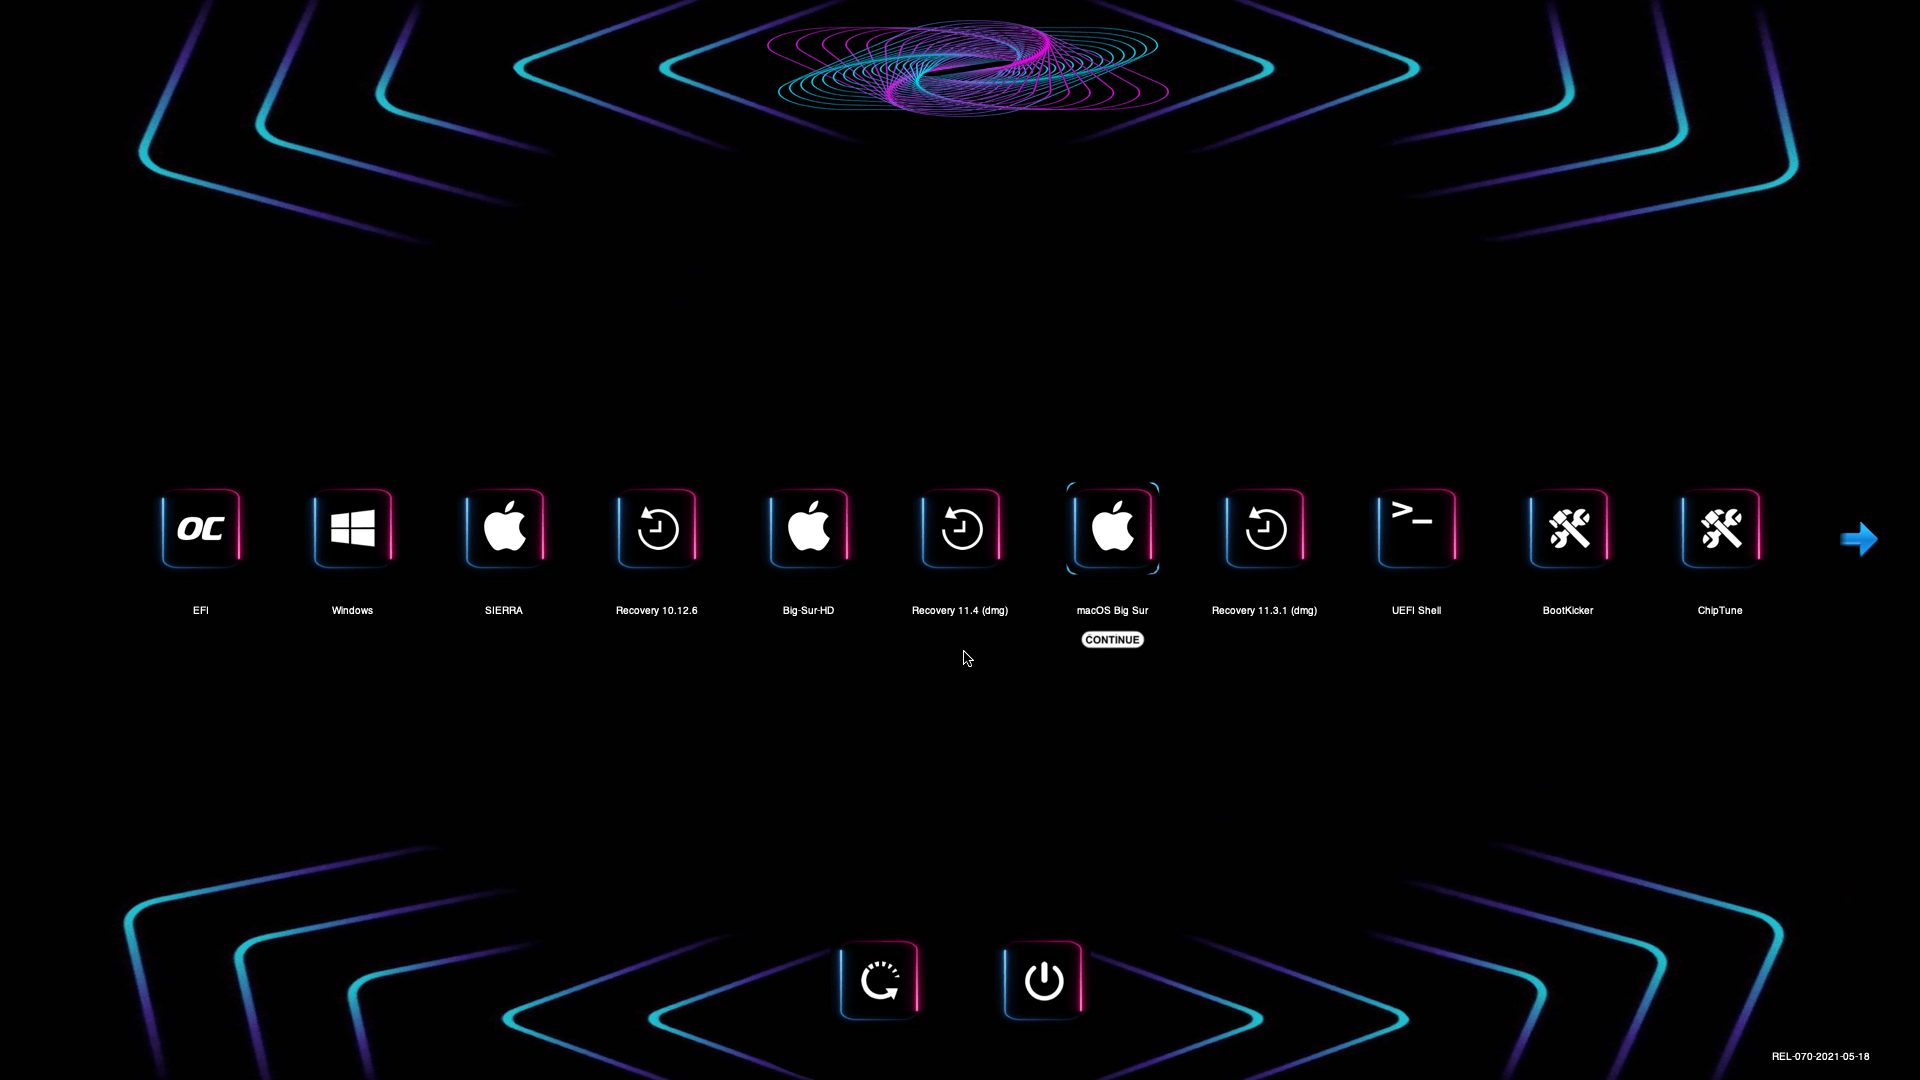 OC
>_
EFI
Windows
SIERRA
Recovery 10.12.6
Big-Sur-HD
Recovery 11.4 (dmg)
macOS Big Sur
Recovery 11.3.1 (dmg)
UEFI Shell
BootKicker
ChipTune
CONTINUE
REL-070-2021-05-18